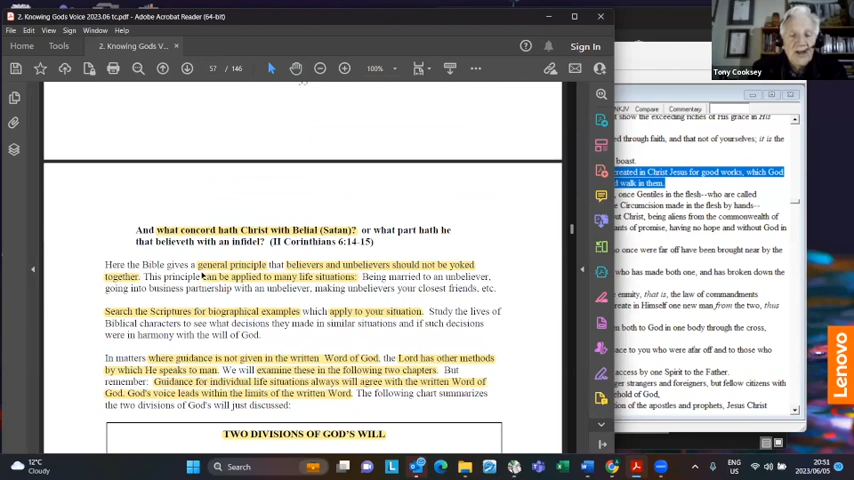 2. Knowing Gods Voice 2023.06 tc.pdf - Adobe Acrobat Reader (64-bit)
File Edit View Sign Window Help
Home Tools 2. Knowing Gods Voice ... × Sign In
57 / 146 100%
And what concord hath Christ with Belial (Satan)? or what part hath he
that believeth with an infidel? (II Corinthians 6:14-15)
Here the Bible gives a general principle that believers and unbelievers should not be yoked
together. This principle can be applied to many life situations: Being married to an unbeliever,
going into business partnership with an unbeliever, making unbelievers your closest friends, etc.
Search the Scriptures for biographical examples which apply to your situation. Study the lives of
Biblical characters to see what decisions they made in similar situations and if such decisions
were in harmony with the will of God.
In matters where guidance is not given in the written Word of God, the Lord has other methods
by which He speaks to man. We will examine these in the following two chapters. But
remember: Guidance for individual life situations always will agree with the written Word of
God. God's voice leads within the limits of the written Word. The following chart summarizes
the two divisions of God's will just discussed:
TWO DIVISIONS OF GOD'S WILL
Tony Cooksey
NKJV Compare Commentary
t show the exceeding riches of His grace in His
d through faith, and that not of yourselves; it is the
boast.
created in Christ Jesus for good works, which God
d walk in them.
once Gentiles in the flesh--who are called
Circumcision made in the flesh by hands--
ut Christ, being aliens from the commonwealth of
ants of promise, having no hope and without God in
o once were far off have been brought near by the
who has made both one, and has broken down the
enmity, that is, the law of commandments
reate in Himself one new man from the two, thus
n both to God in one body through the cross,
ace to you who were afar off and to those who
access by one Spirit to the Father.
ger strangers and foreigners, but fellow citizens with
ehold of God,
on of the apostles and prophets, Jesus Christ
Lenovo
12°C
Cloudy
Search
ENG
US
20:51
2023/06/05